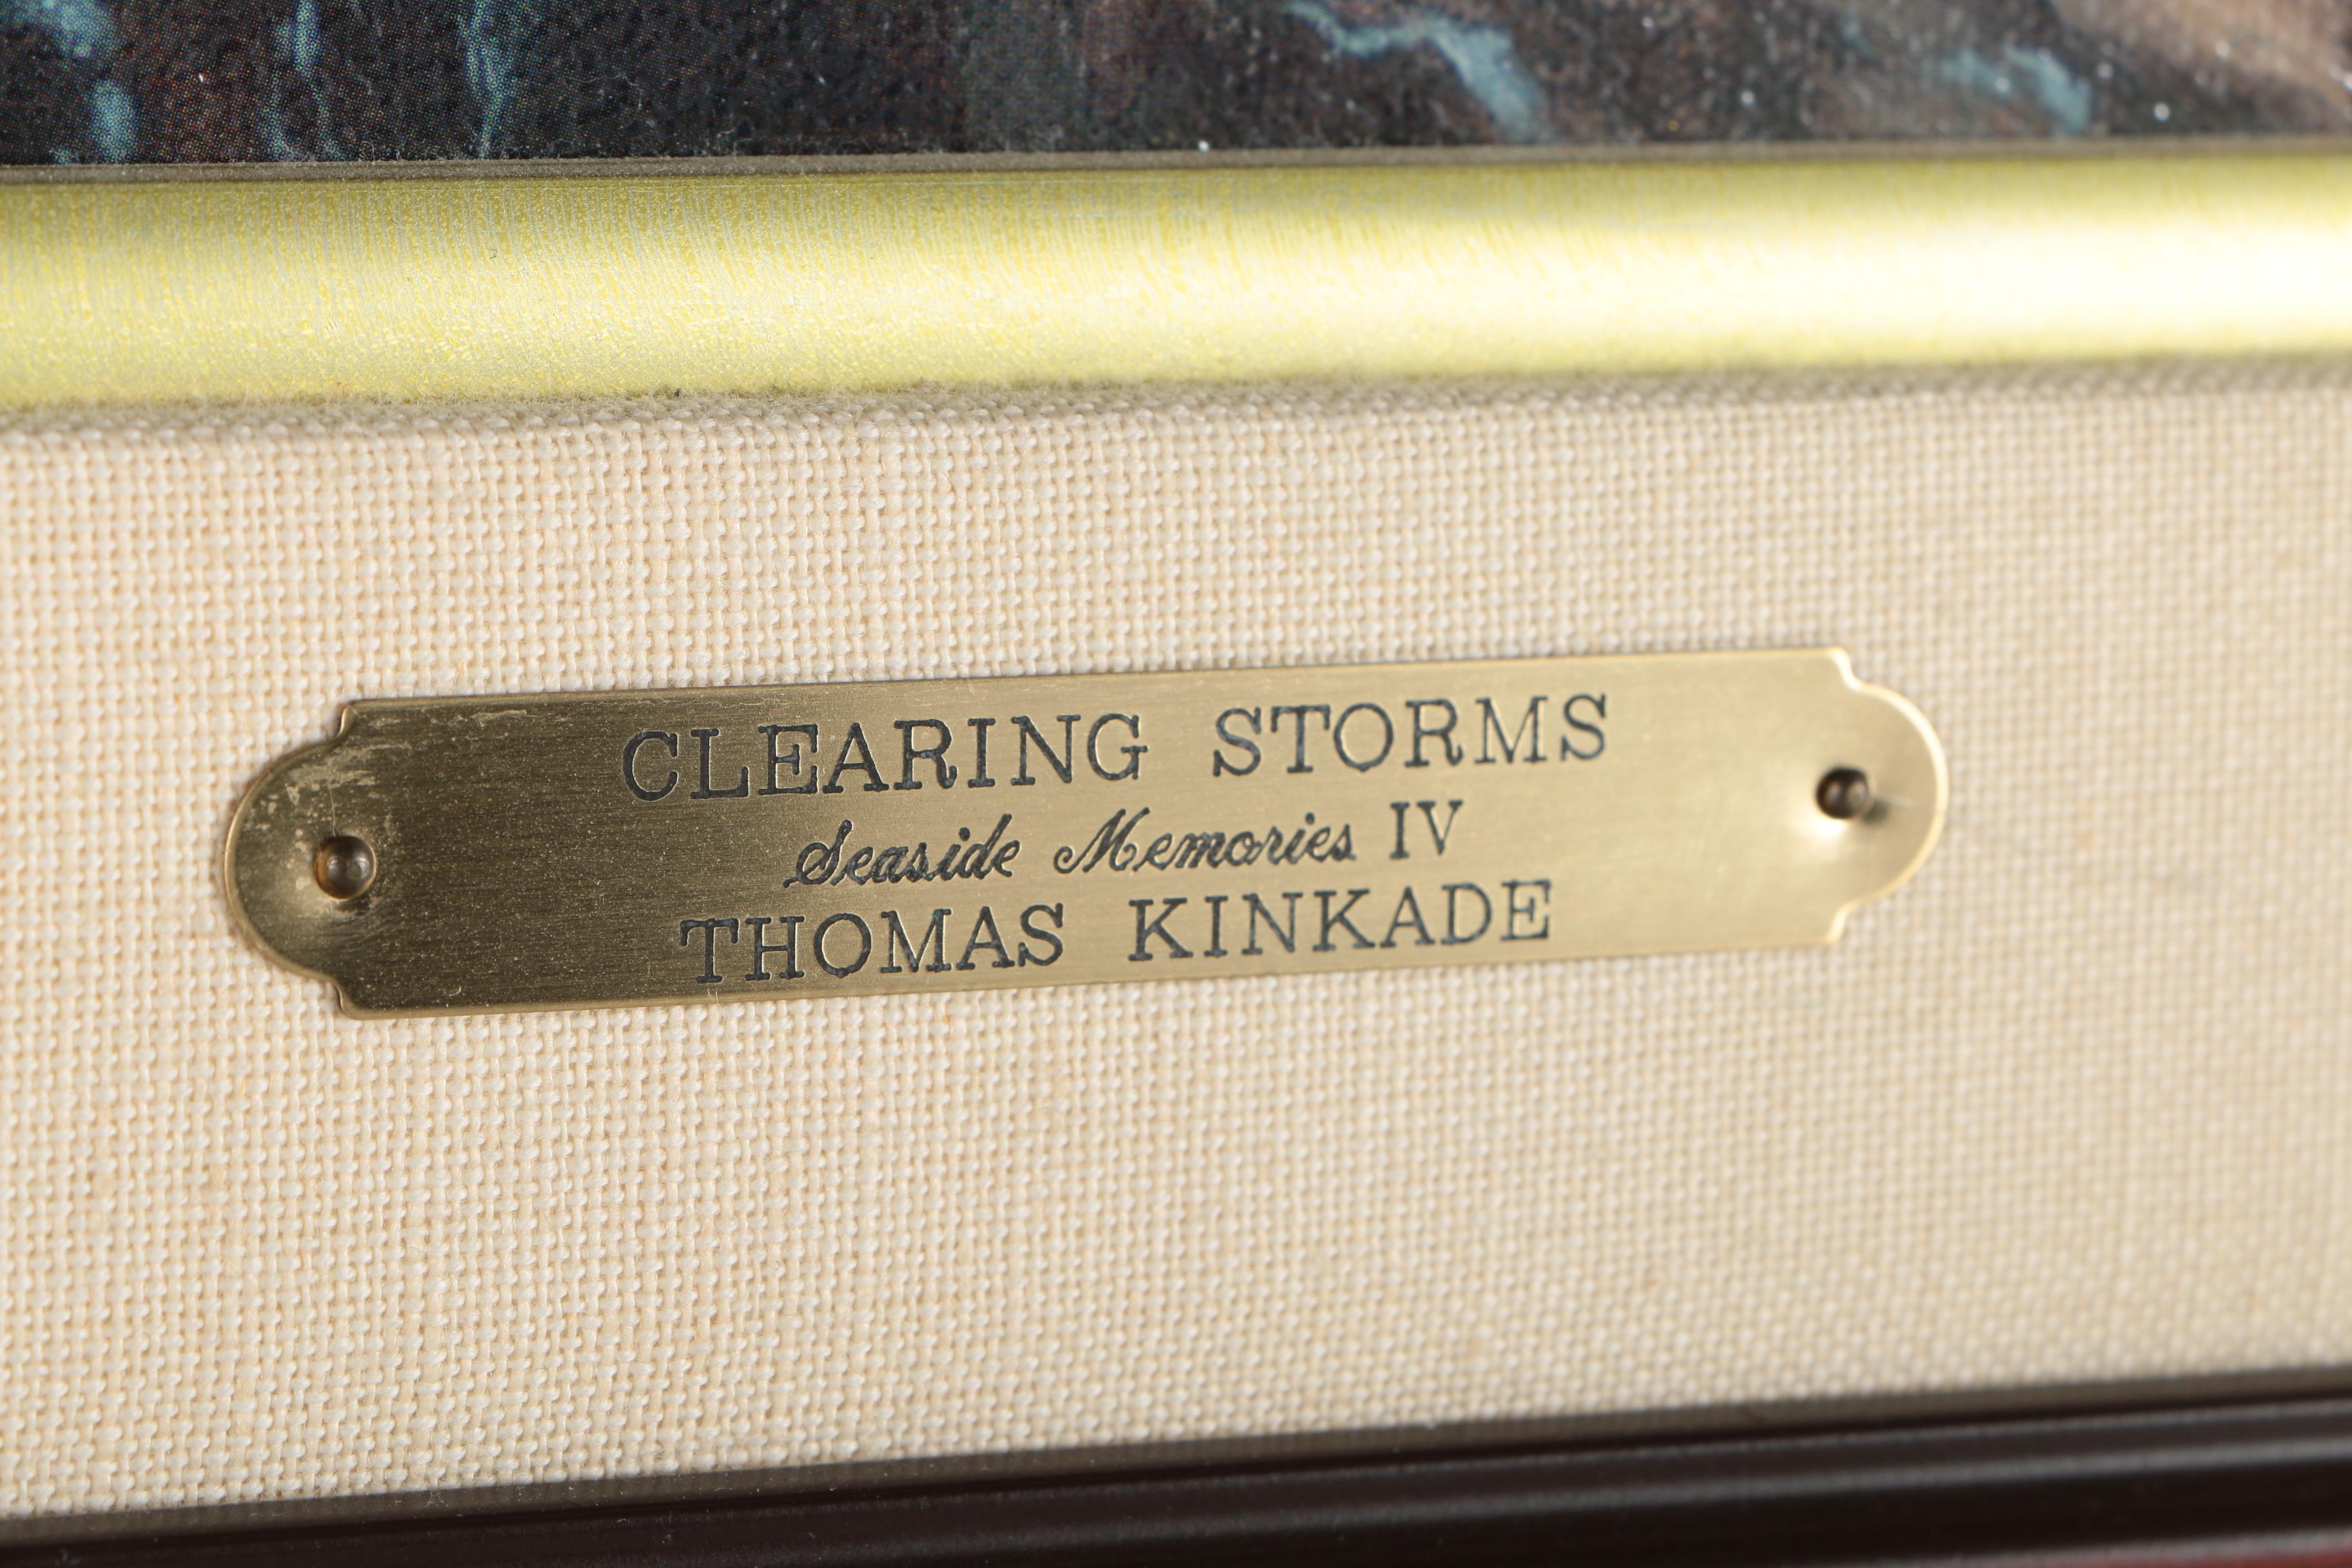 CLEARING STORMS
Seaside Memories IV
THOMAS KINKADE